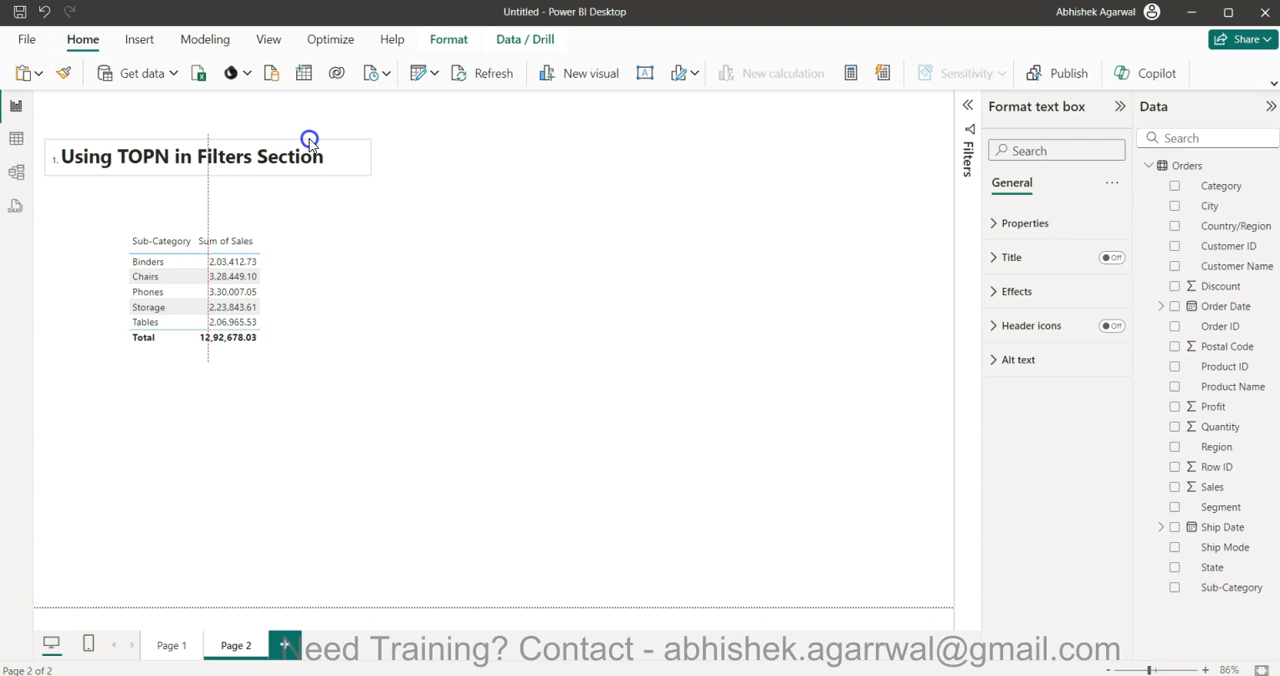 Untitled - Power BI Desktop
Abhishek Agarwal
File Home Insert Modeling View Optimize Help Format Data / Drill
Share
Get data Refresh New visual New calculation Sensitivity Publish Copilot
1. Using TOPN in Filters Section
Sub-Category Sum of Sales
Binders 2,03,412.73
Chairs 3,28,449.10
Phones 3,30,007.05
Storage 2,23,843.61
Tables 2,06,965.53
Total 12,92,678.03
Filters
Format text box
Search
General
Properties
Title Off
Effects
Header icons Off
Alt text
Data
Search
Orders
Category
City
Country/Region
Customer ID
Customer Name
Discount
Order Date
Order ID
Postal Code
Product ID
Product Name
Profit
Quantity
Region
Row ID
Sales
Segment
Ship Date
Ship Mode
State
Sub-Category
Page 1 Page 2
Need Training? Contact - abhishek.agarrwal@gmail.com
Page 2 of 2
86%